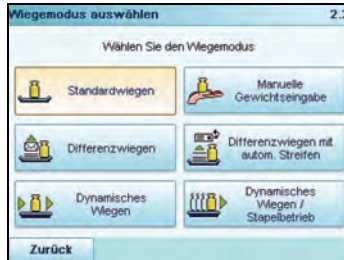 Wiegemodus auswählen 2.2
Wählen Sie den Wiegemodus
Standardwiegen
Manuelle
Gewichtseingabe
Differenzwiegen
Differenzwiegen mit
autom. Streifen
Dynamisches
Wiegen
Dynamisches
Wiegen /
Stapelbetrieb
Zurück